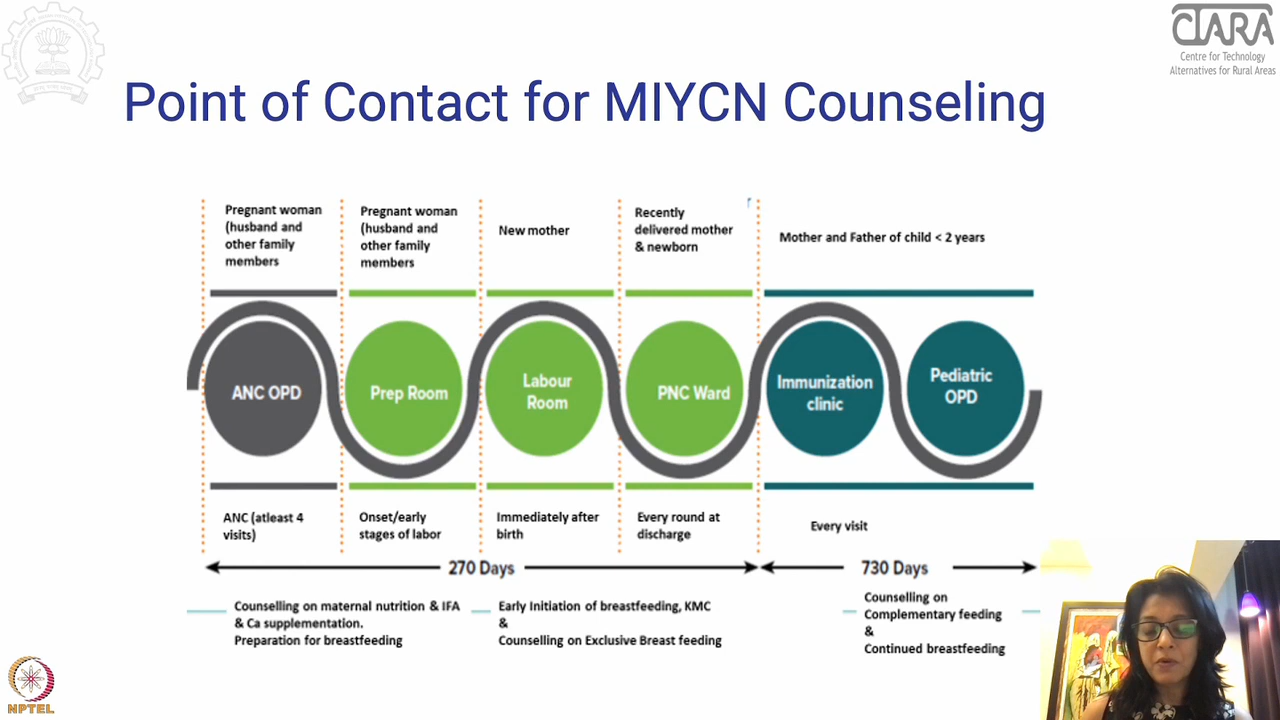 CTARA
Centre for Technology
Alternatives for Rural Areas
Point of Contact for MIYCN Counseling
Pregnant woman
(husband and
other family
members
Pregnant woman
(husband and
other family
members
New mother
Recently
delivered mother
& newborn
Mother and Father of child < 2 years
ANC OPD
Prep Room
Labour
Room
PNC Ward
Immunization
clinic
Pediatric
OPD
ANC (atleast 4
visits)
Onset/early
stages of labor
Immediately after
birth
Every round at
discharge
Every visit
270 Days
730 Days
Counselling on maternal nutrition & IFA
& Ca supplementation.
Preparation for breastfeeding
Early Initiation of breastfeeding, KMC
&
Counselling on Exclusive Breast feeding
Counselling on
Complementary feeding
&
Continued breastfeeding
NPTEL